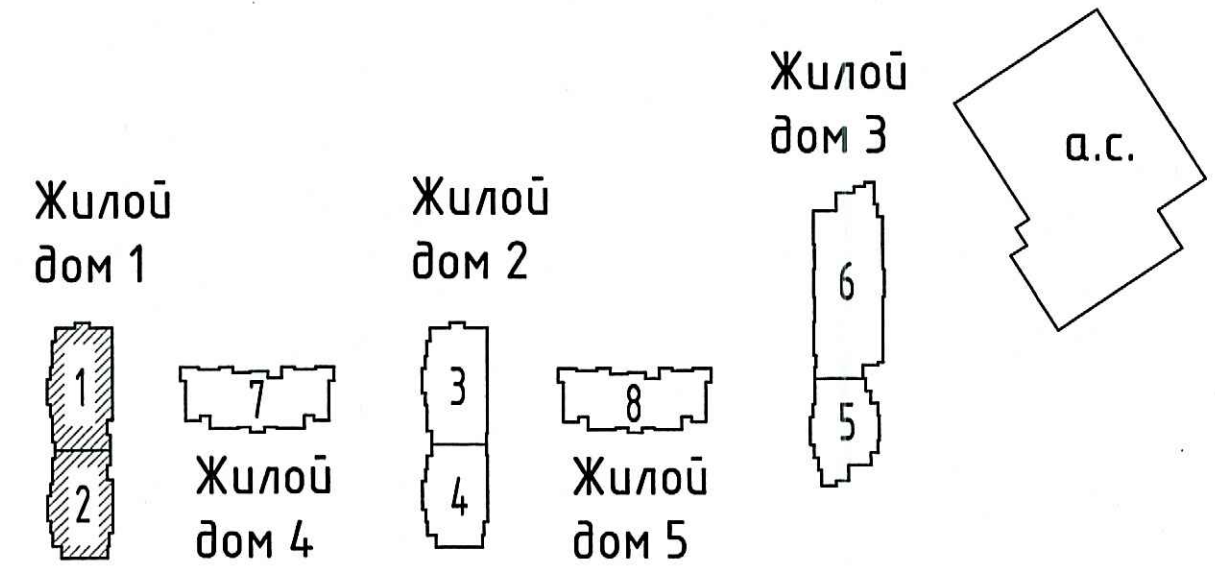 Жилой
дом 3
а.с.
Жилой
дом 1
Жилой
дом 2
6
1
7
3
8
5
2
Жилой
дом 4
4
Жилой
дом 5